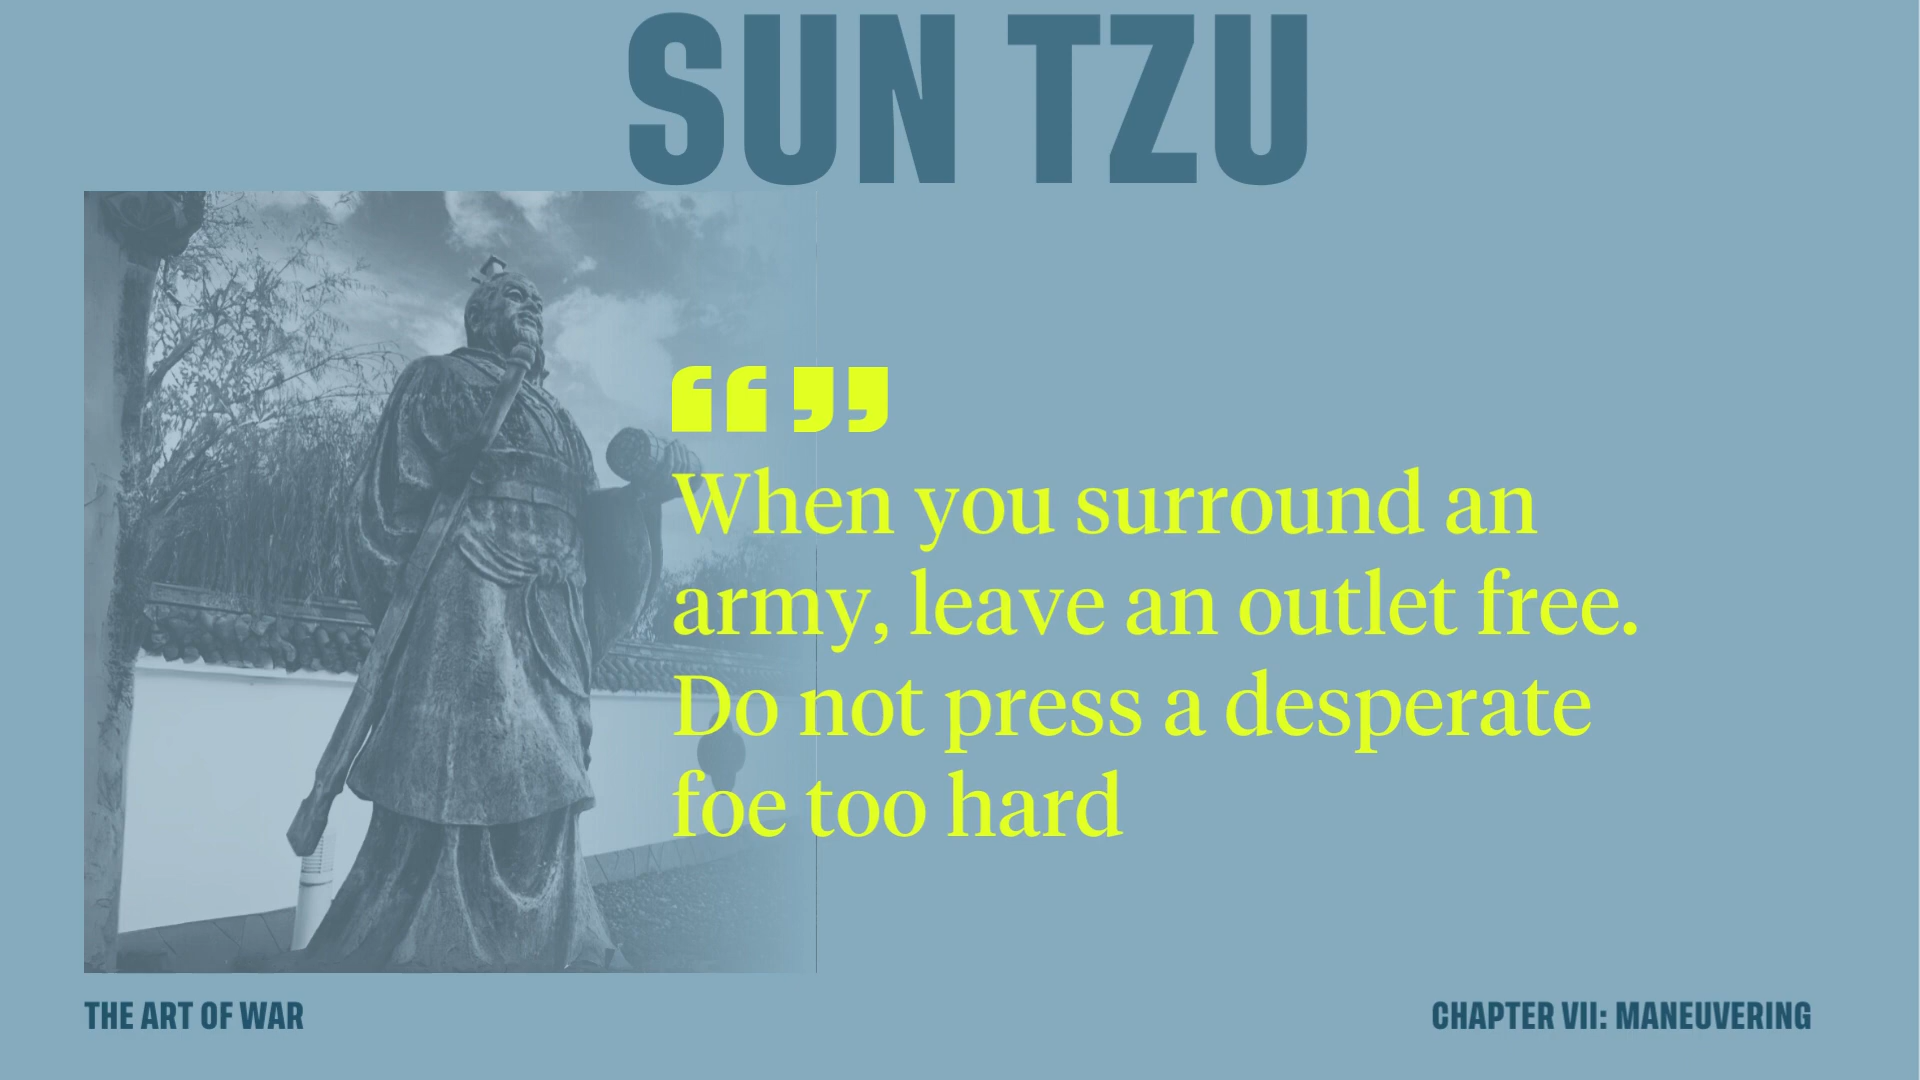 SUN TZU
“”
When you surround an
army, leave an outlet free.
Do not press a desperate
foe too hard
THE ART OF WAR
CHAPTER VII: MANEUVERING